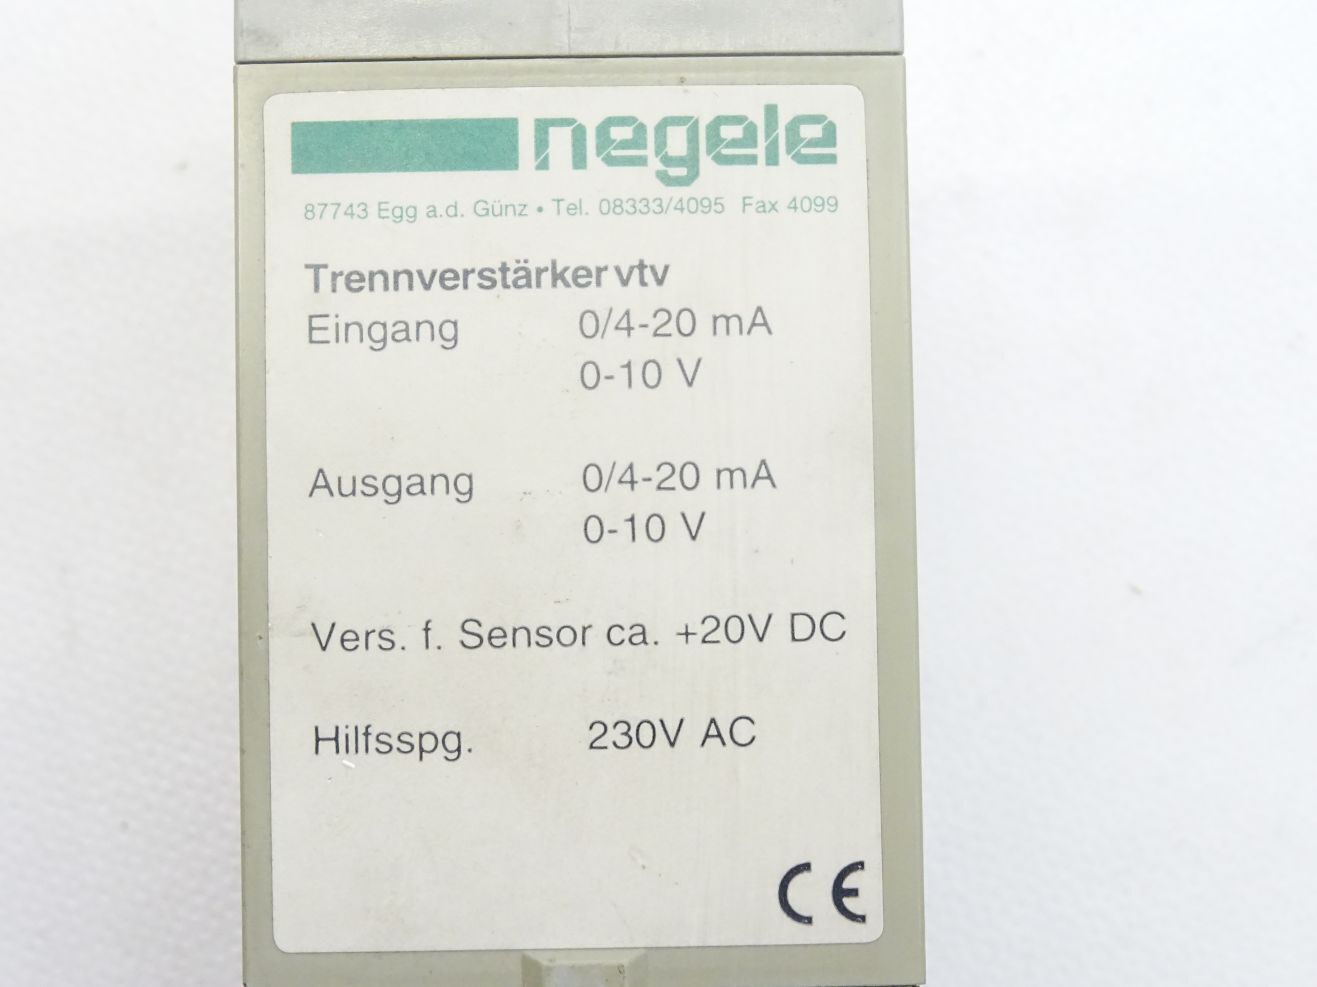 negele
87743 Egg a.d. Günz • Tel. 08333/4095 Fax 4099
Trennverstärker vtv
Eingang 0/4-20 mA
0-10 V
Ausgang 0/4-20 mA
0-10 V
Vers. f. Sensor ca. +20V DC
Hilfsspg. 230V AC
CE